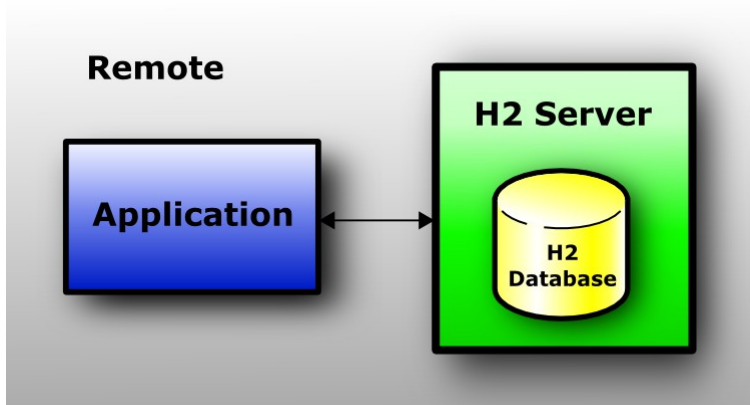 Remote
Application
H2 Server
H2
Database